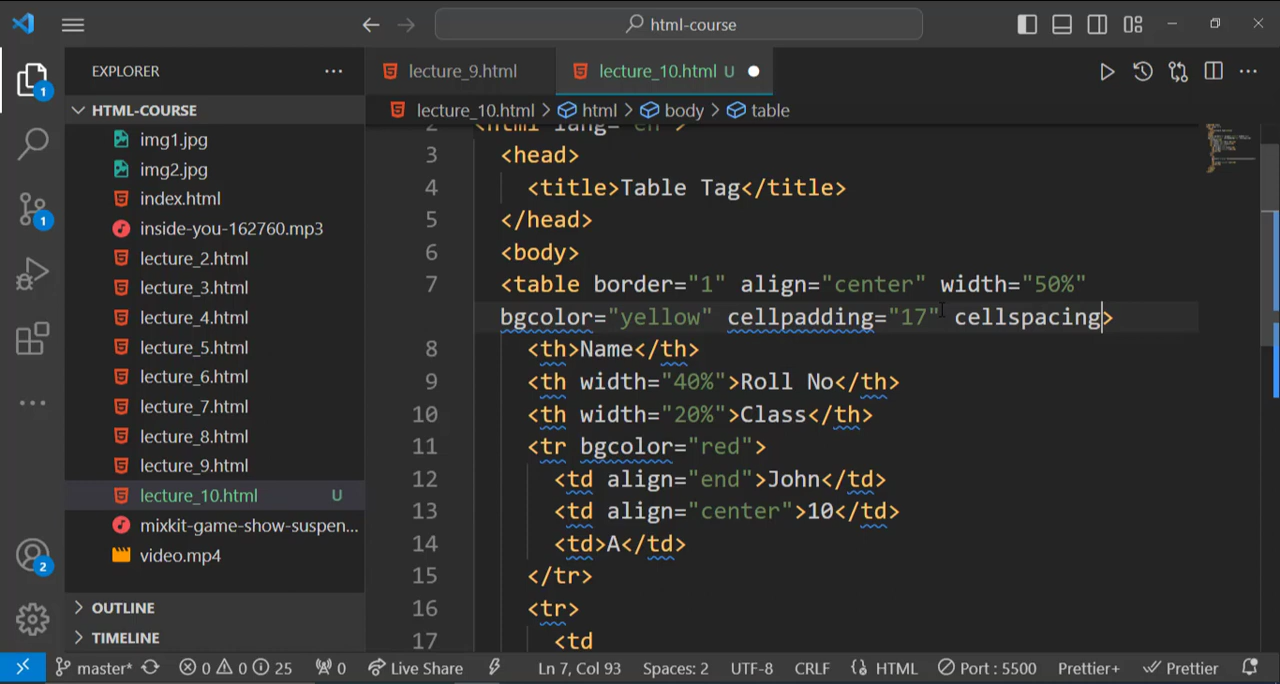 html-course
EXPLORER
lecture_9.html
lecture_10.html U
HTML-COURSE
lecture_10.html > html > body > table
img1.jpg
img2.jpg
index.html
inside-you-162760.mp3
lecture_2.html
lecture_3.html
lecture_4.html
lecture_5.html
lecture_6.html
lecture_7.html
lecture_8.html
lecture_9.html
lecture_10.html U
mixkit-game-show-suspen...
video.mp4
OUTLINE
TIMELINE
1
1
2
2 <html lang="en">
3 <head>
4 <title>Table Tag</title>
5 </head>
6 <body>
7 <table border="1" align="center" width="50%"
bgcolor="yellow" cellpadding="17" cellspacing>
8 <th>Name</th>
9 <th width="40%">Roll No</th>
10 <th width="20%">Class</th>
11 <tr bgcolor="red">
12 <td align="end">John</td>
13 <td align="center">10</td>
14 <td>A</td>
15 </tr>
16 <tr>
17 <td
master* 0 0 25 0 Live Share Ln 7, Col 93 Spaces: 2 UTF-8 CRLF HTML Port : 5500 Prettier+ Prettier